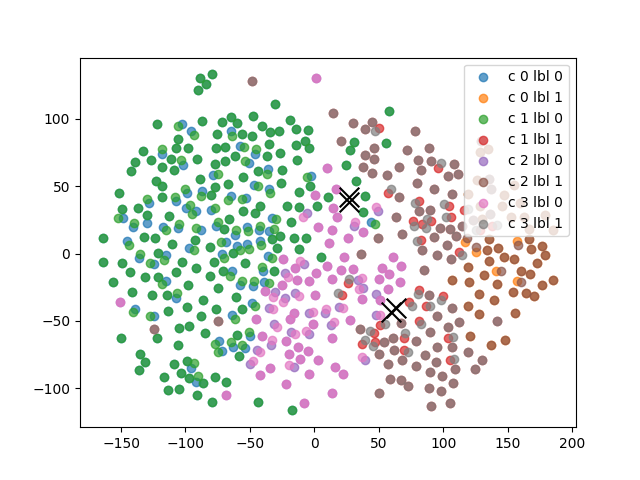 c 0 lbl 0
c 0 lbl 1
c 1 lbl 0
c 1 lbl 1
c 2 lbl 0
c 2 lbl 1
c 3 lbl 0
c 3 lbl 1
100
50
0
−50
−100
−150 −100 −50 0 50 100 150 200